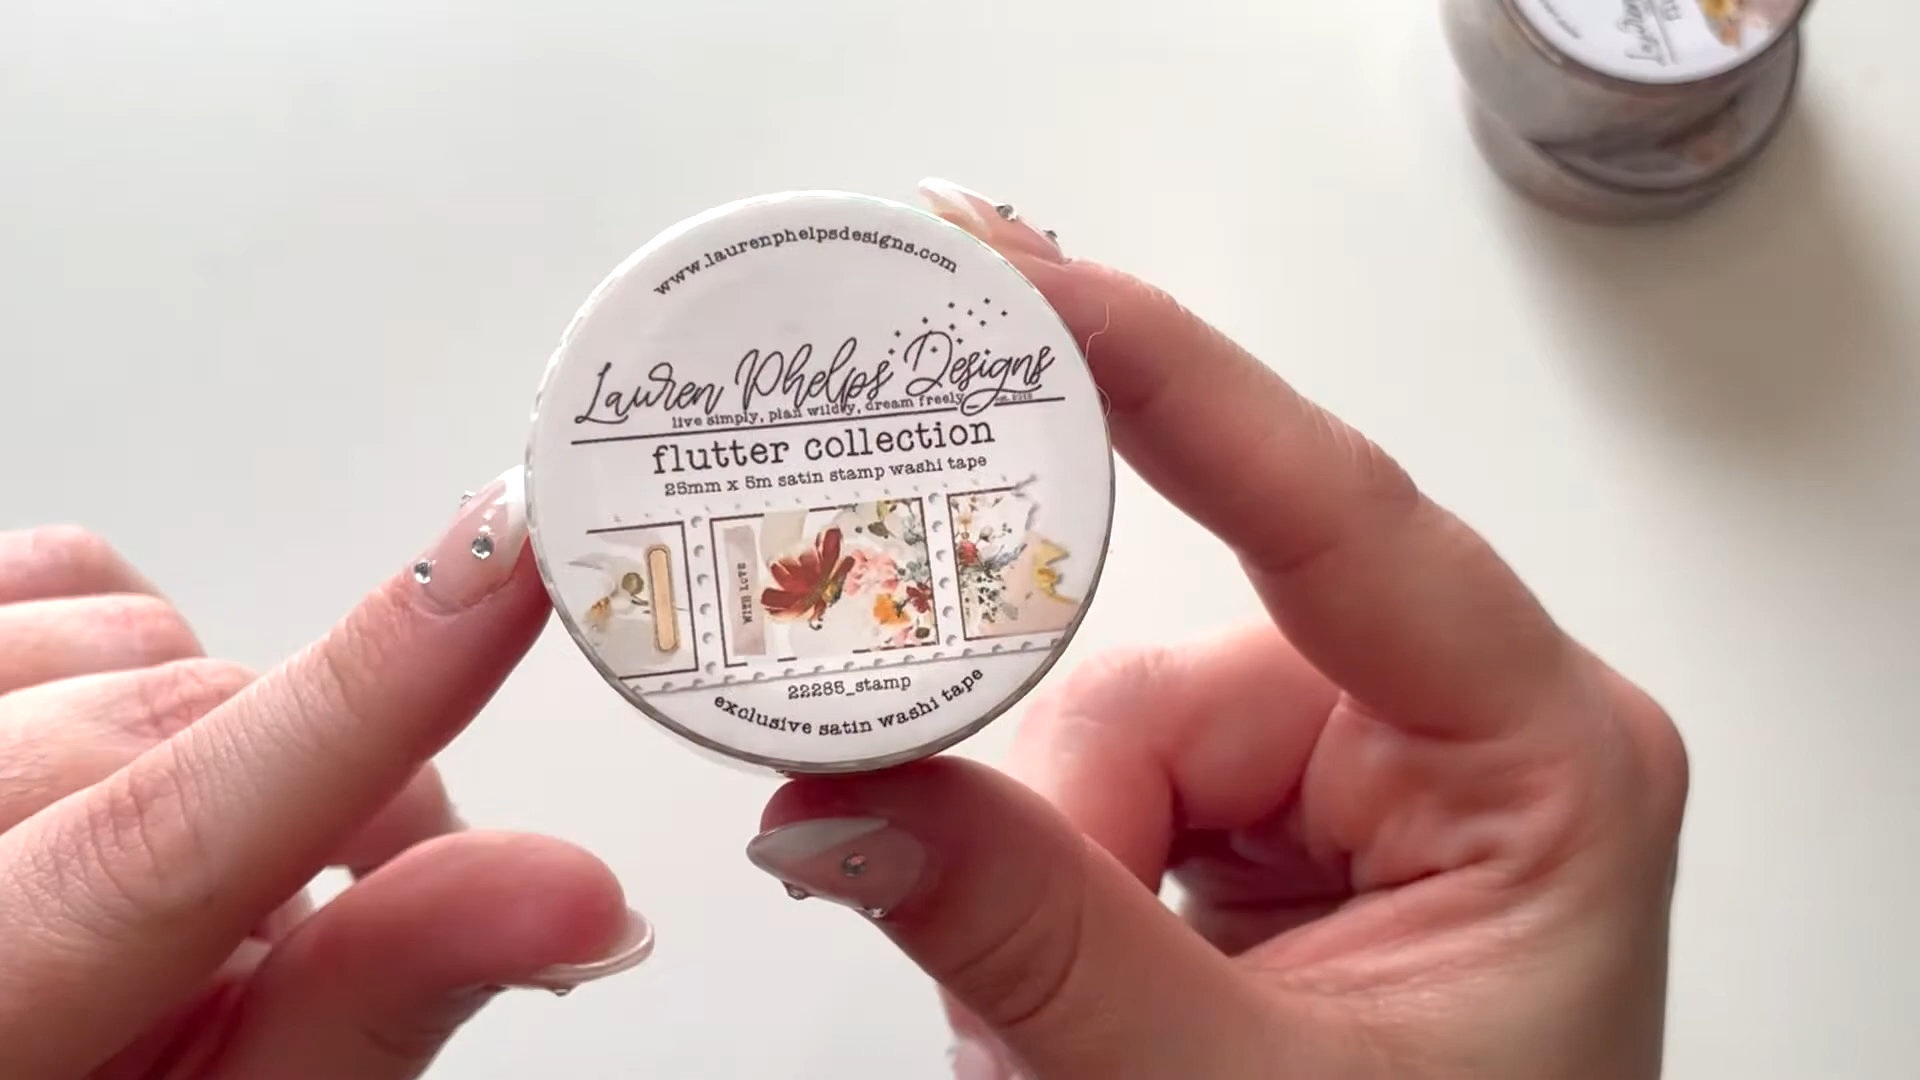 www.laurenphelpsdesigns.com
Lauren Phelps Designs
live simply, plan wildly, dream freely
flutter collection
25mm x 5m satin stamp washi tape
WITH LOVE
22285_stamp
exclusive satin washi tape
Lauren